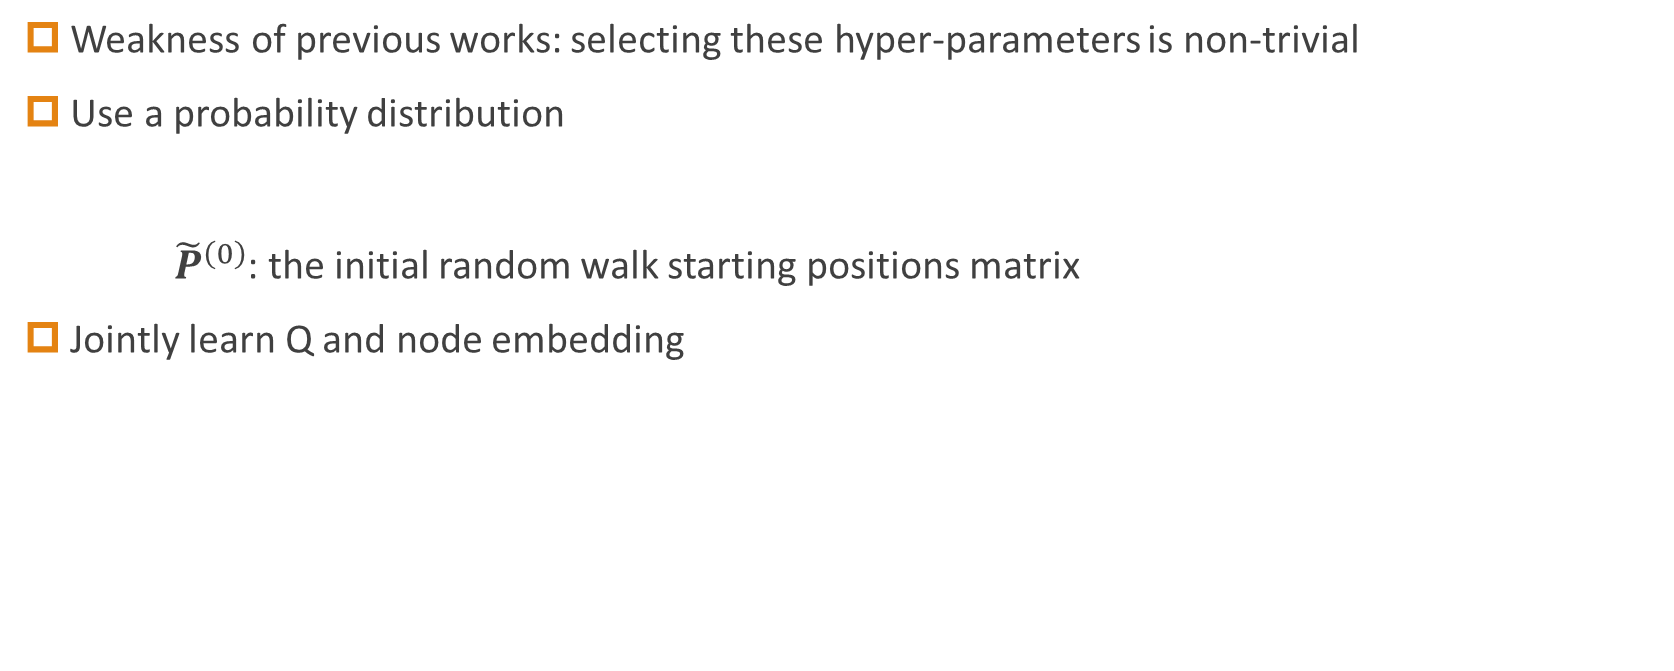 Weakness of previous works: selecting these hyper-parameters is non-trivial
Use a probability distribution
P̃⁽⁰⁾: the initial random walk starting positions matrix
Jointly learn Q and node embedding